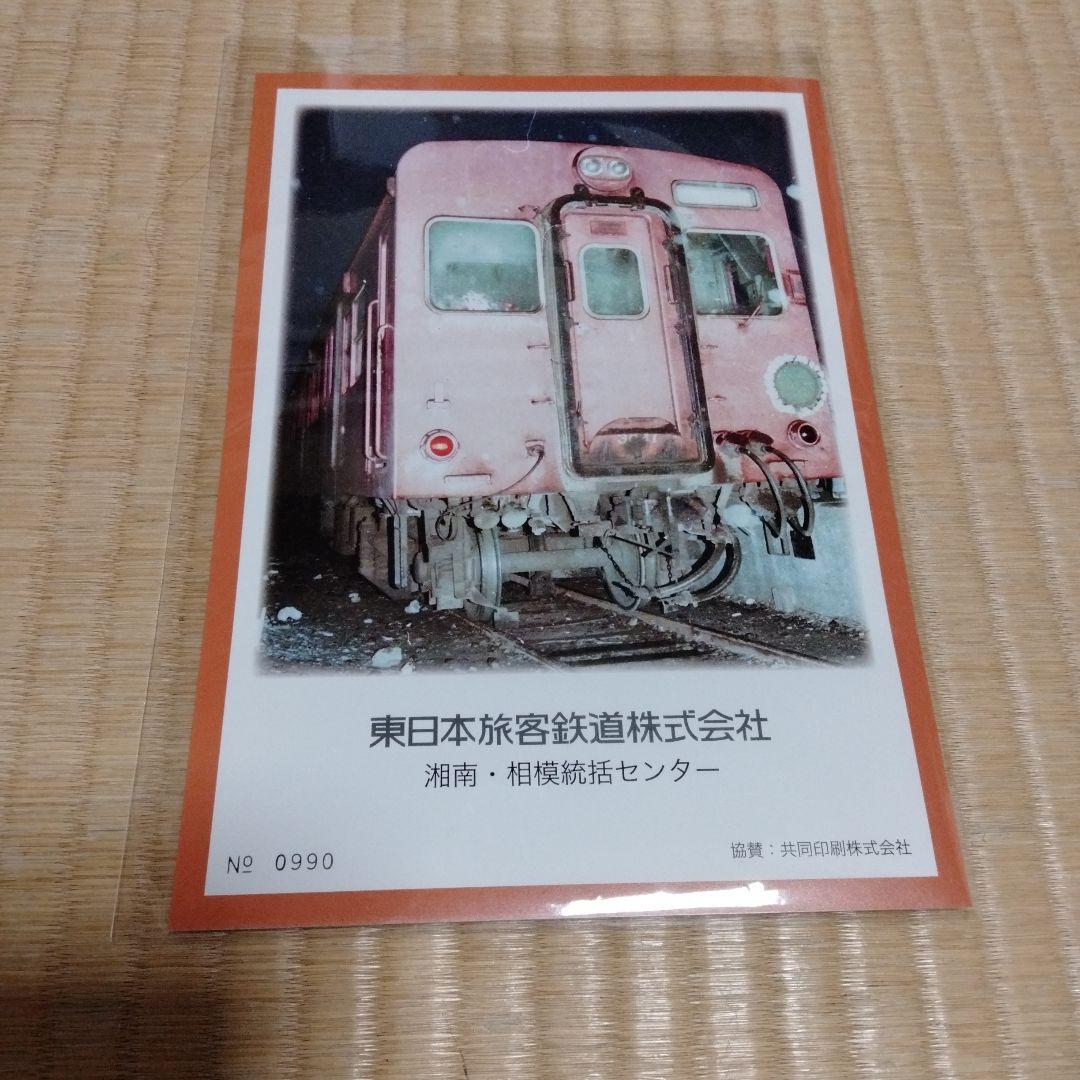 東日本旅客鉄道株式会社
湘南・相模統括センター
協賛：共同印刷株式会社
№ 0990